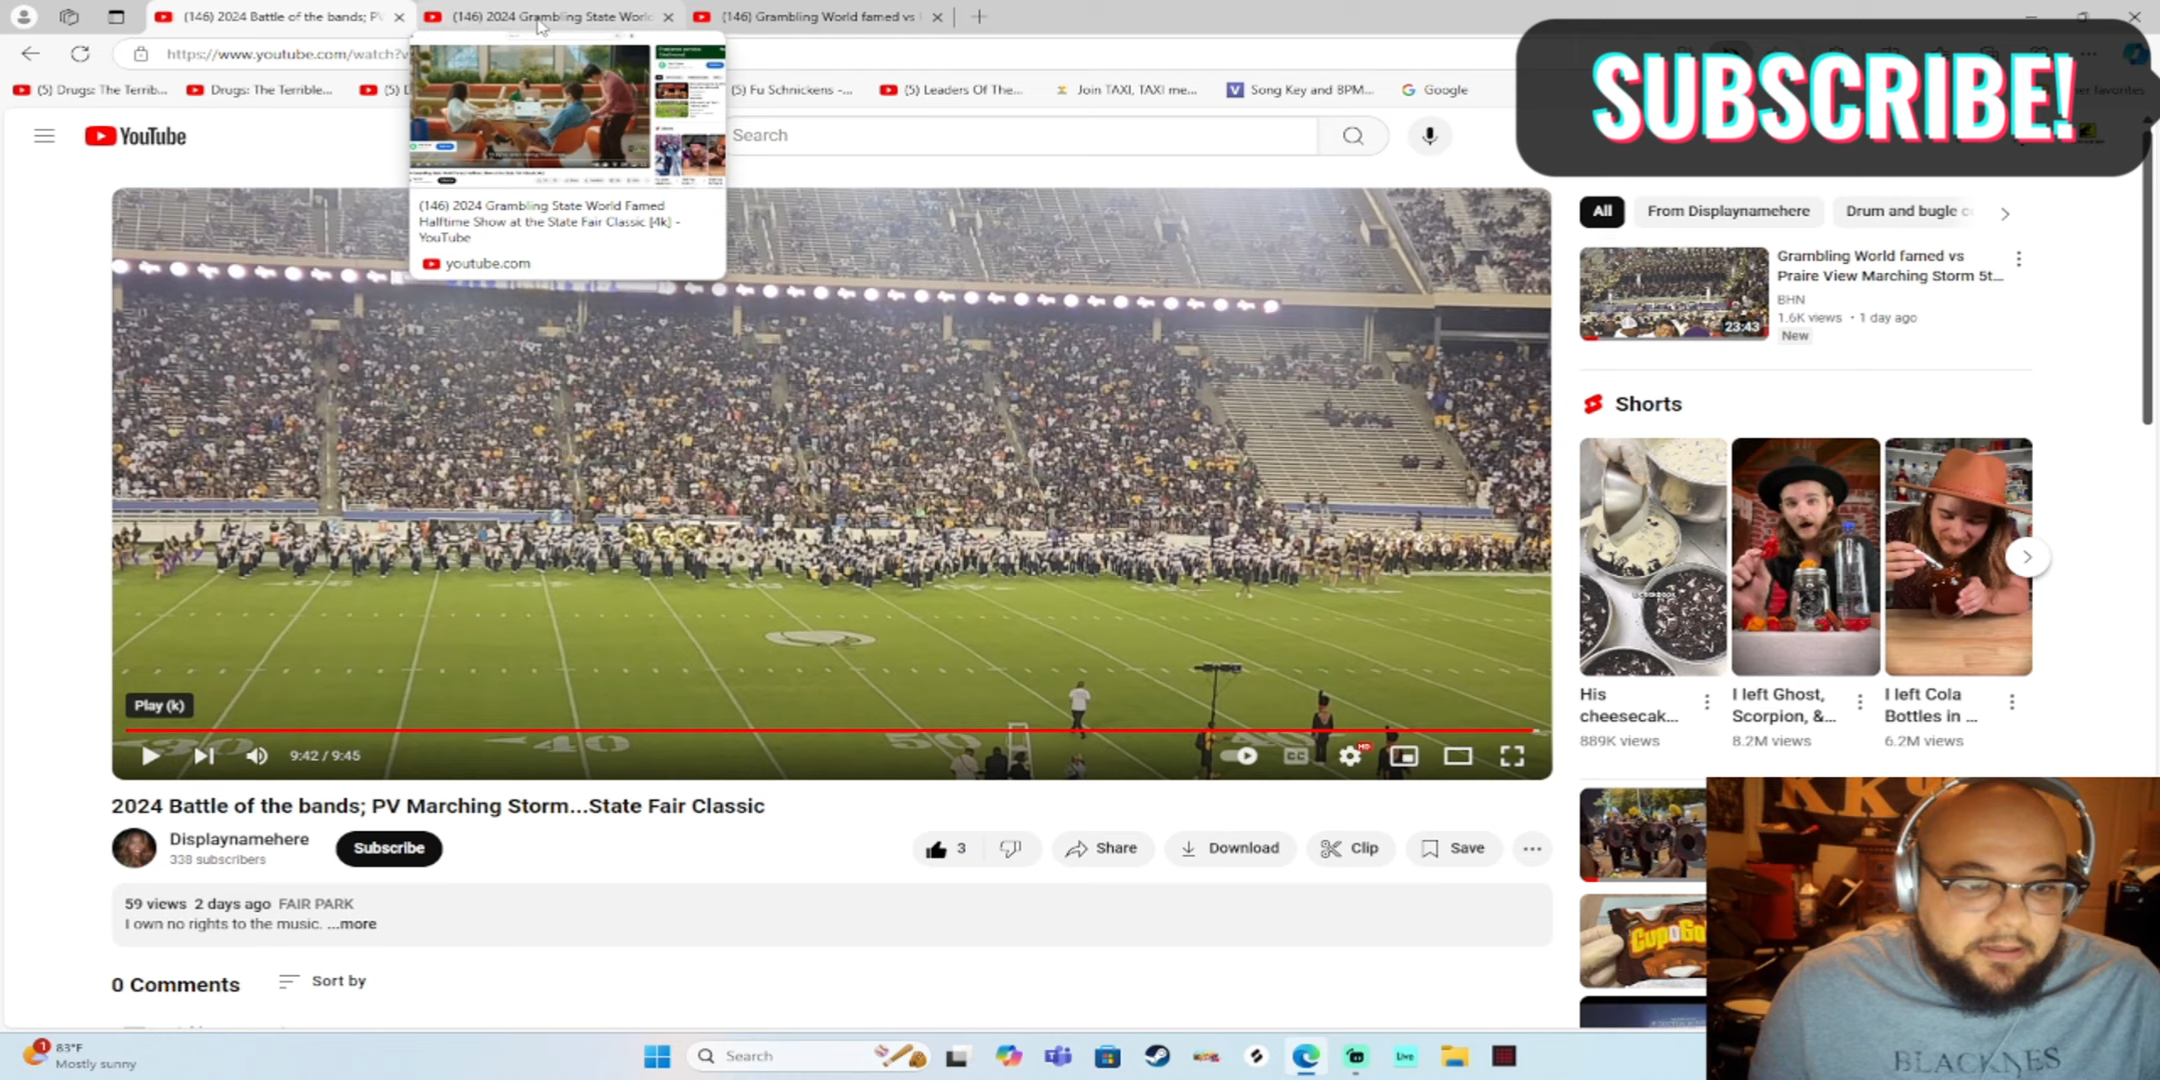 (146) 2024 Battle of the bands; PV
(146) 2024 Grambling State World
(146) Grambling World famed vs
https://www.youtube.com/watch?v
SUBSCRIBE!
(5) Drugs: The Terrib...
Drugs: The Terrible...
(5) Fu Schnickens -...
(5) Leaders Of The...
Join TAXI, TAXI me...
Song Key and BPM...
Google
YouTube
Search
(146) 2024 Grambling State World Famed
Halftime Show at the State Fair Classic [4k] -
YouTube
youtube.com
All
From Displaynamehere
Drum and bugle c
Grambling World famed vs
Praire View Marching Storm 5t...
BHN
1.6K views • 1 day ago
New
23:43
Shorts
His
cheesecak...
889K views
I left Ghost,
Scorpion, &...
8.2M views
I left Cola
Bottles in ...
6.2M views
Play (k)
9:42 / 9:45
HD
2024 Battle of the bands; PV Marching Storm...State Fair Classic
Displaynamehere
338 subscribers
Subscribe
3
Share
Download
Clip
Save
59 views 2 days ago FAIR PARK
I own no rights to the music. ...more
0 Comments
Sort by
1
83°F
Mostly sunny
Search
Live
BLACKNES